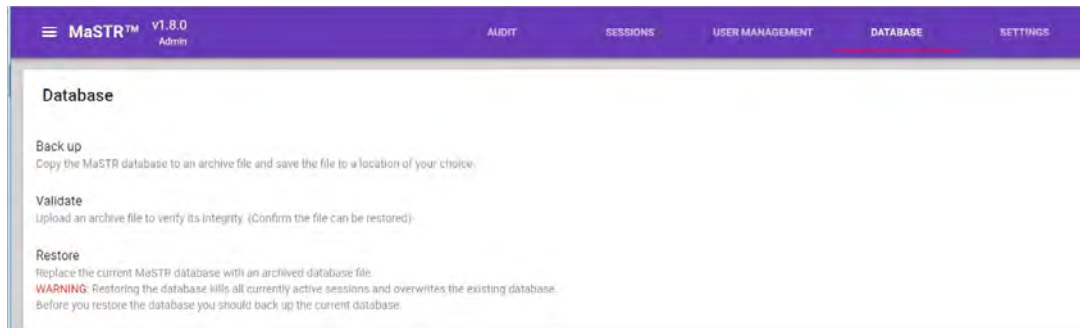 MaSTR™ v1.8.0
Admin
AUDIT SESSIONS USER MANAGEMENT DATABASE SETTINGS
Database
Back up
Copy the MaSTR database to an archive file and save the file to a location of your choice.
Validate
Upload an archive file to verify its integrity. (Confirm the file can be restored)
Restore
Replace the current MaSTR database with an archived database file.
WARNING: Restoring the database kills all currently active sessions and overwrites the existing database.
Before you restore the database you should back up the current database.